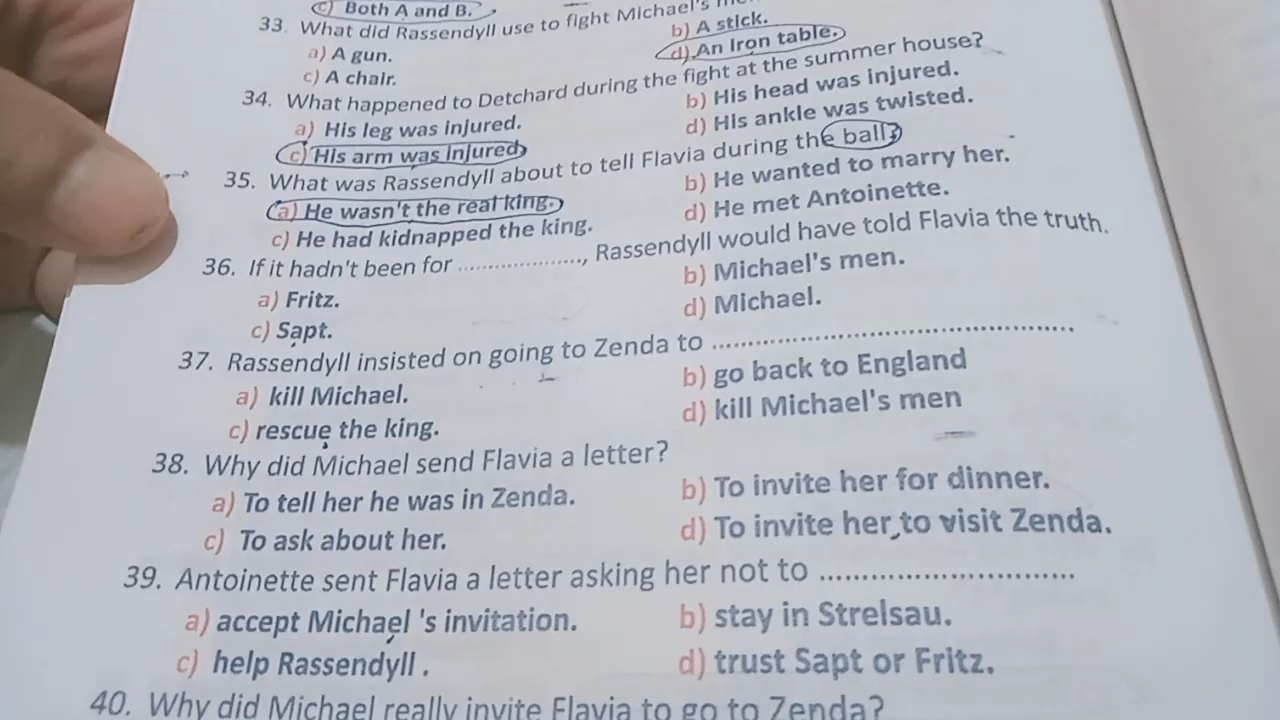 c) Both A and B.
33. What did Rassendyll use to fight Michael's
a) A gun.
b) A stick.
c) A chair.
d) An Iron table.
34. What happened to Detchard during the fight at the summer house?
a) His leg was injured.
b) His head was injured.
c) His arm was injured
d) His ankle was twisted.
35. What was Rassendyll about to tell Flavia during the ball?
a) He wasn't the real king.
b) He wanted to marry her.
c) He had kidnapped the king.
d) He met Antoinette.
36. If it hadn't been for ...................., Rassendyll would have told Flavia the truth.
a) Fritz.
b) Michael's men.
c) Sapt.
d) Michael.
37. Rassendyll insisted on going to Zenda to ..........................................
a) kill Michael.
b) go back to England
c) rescue the king.
d) kill Michael's men
38. Why did Michael send Flavia a letter?
a) To tell her he was in Zenda.
b) To invite her for dinner.
c) To ask about her.
d) To invite her to visit Zenda.
39. Antoinette sent Flavia a letter asking her not to ............................
a) accept Michael 's invitation.
b) stay in Strelsau.
c) help Rassendyll .
d) trust Sapt or Fritz.
40. Why did Michael really invite Flavia to go to Zenda?